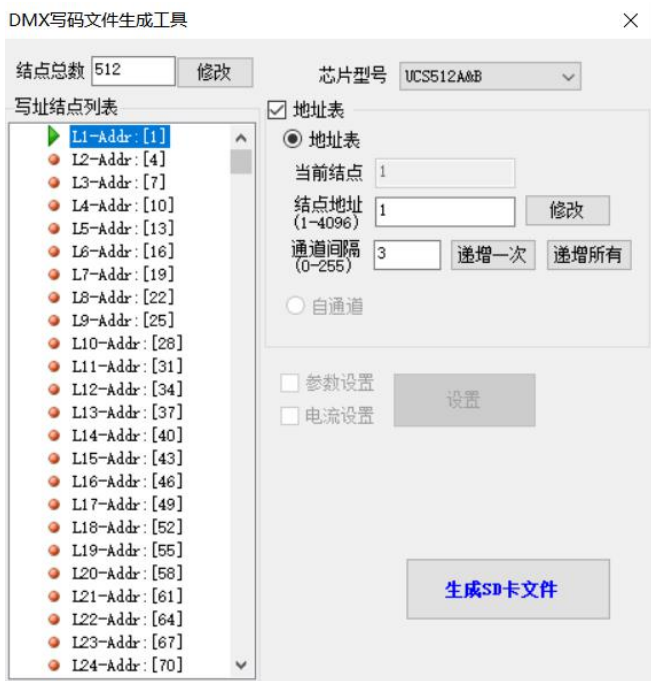 DMX写码文件生成工具
结点总数 512 修改
芯片型号 UCS512A&B
写址结点列表
L1-Addr:[1]
L2-Addr:[4]
L3-Addr:[7]
L4-Addr:[10]
L5-Addr:[13]
L6-Addr:[16]
L7-Addr:[19]
L8-Addr:[22]
L9-Addr:[25]
L10-Addr:[28]
L11-Addr:[31]
L12-Addr:[34]
L13-Addr:[37]
L14-Addr:[40]
L15-Addr:[43]
L16-Addr:[46]
L17-Addr:[49]
L18-Addr:[52]
L19-Addr:[55]
L20-Addr:[58]
L21-Addr:[61]
L22-Addr:[64]
L23-Addr:[67]
L24-Addr:[70]
地址表
地址表
当前结点 1
结点地址 1 修改
(1-4096)
通道间隔 3 递增一次 递增所有
(0-255)
自通道
参数设置
电流设置
设置
生成SD卡文件